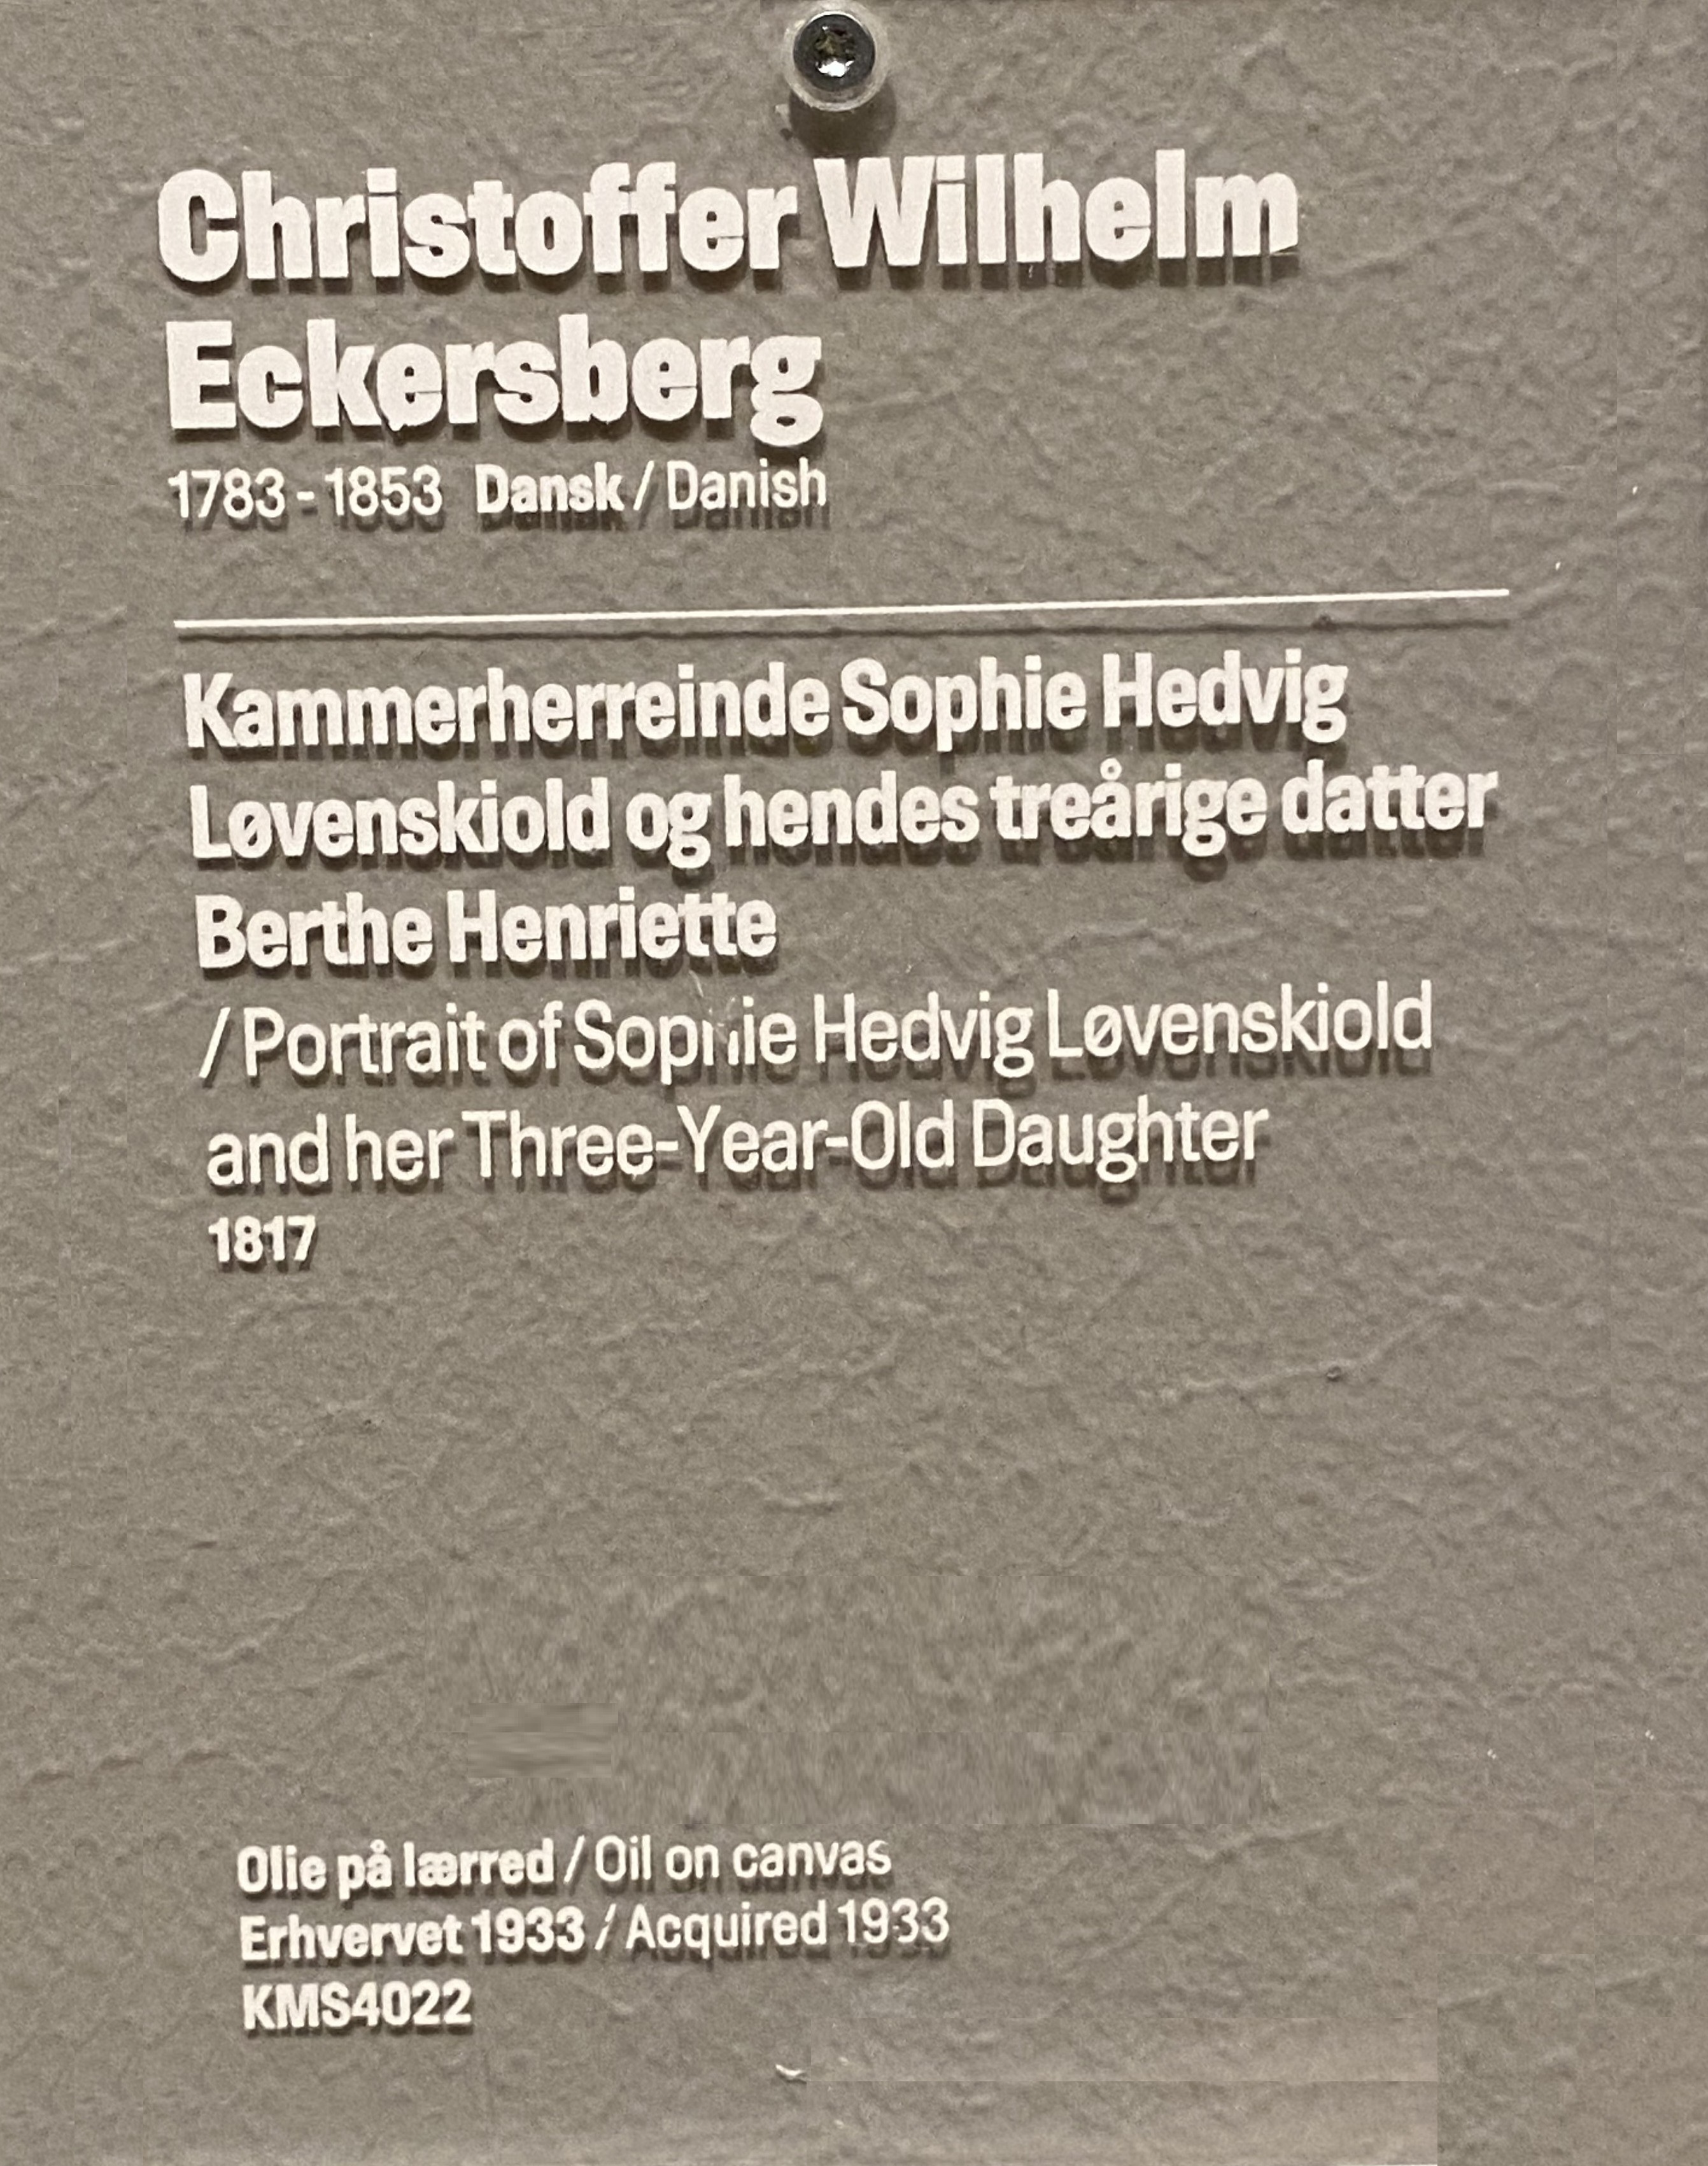 Christoffer Wilhelm
Eckersberg
1783 - 1853 Dansk / Danish
Kammerherreinde Sophie Hedvig
Løvenskiold og hendes treårige datter
Berthe Henriette
/ Portrait of Sophie Hedvig Løvenskiold
and her Three-Year-Old Daughter
1817
Olie på lærred / Oil on canvas
Erhvervet 1933 / Acquired 1933
KMS4022